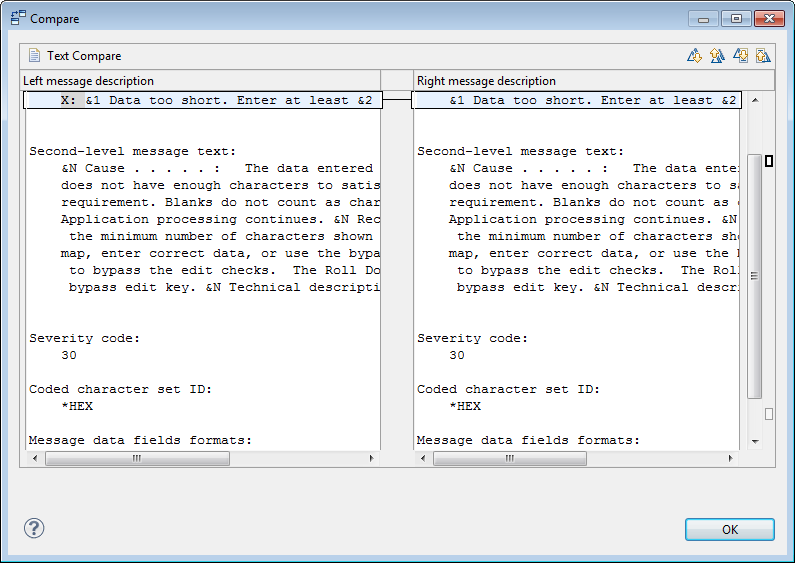 Compare
Text Compare
Left message description
X: &1 Data too short. Enter at least &2
Second-level message text:
&N Cause . . . . . :   The data entered
does not have enough characters to satis
requirement. Blanks do not count as char
Application processing continues. &N Rec
the minimum number of characters shown
map, enter correct data, or use the bypa
to bypass the edit checks.  The Roll Do
bypass edit key. &N Technical descripti
Severity code:
30
Coded character set ID:
*HEX
Message data fields formats:
Right message description
&1 Data too short. Enter at least &2
Second-level message text:
&N Cause . . . . . :   The data enter
does not have enough characters to sa
requirement. Blanks do not count as c
Application processing continues. &N
the minimum number of characters sho
map, enter correct data, or use the b
to bypass the edit checks.  The Roll
bypass edit key. &N Technical descr
Severity code:
30
Coded character set ID:
*HEX
Message data fields formats:
?
OK